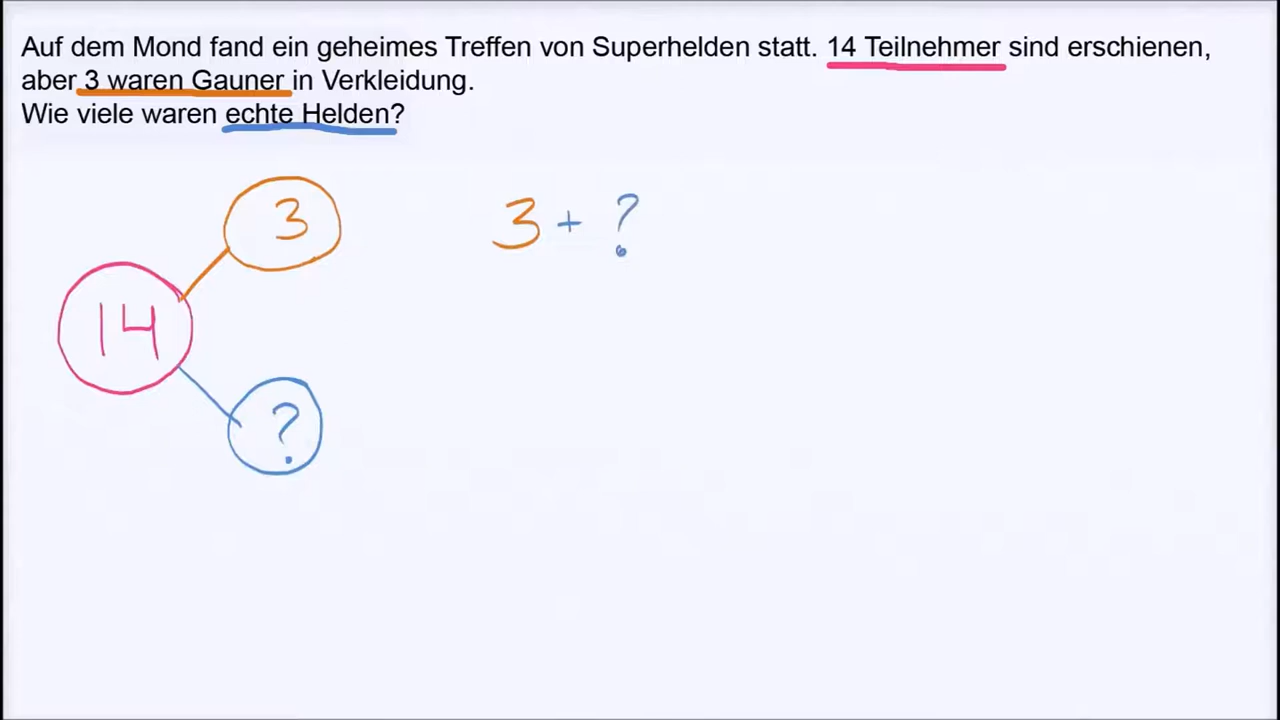 Auf dem Mond fand ein geheimes Treffen von Superhelden statt. 14 Teilnehmer sind erschienen,
aber 3 waren Gauner in Verkleidung.
Wie viele waren echte Helden?
3
3 + ?
14
?